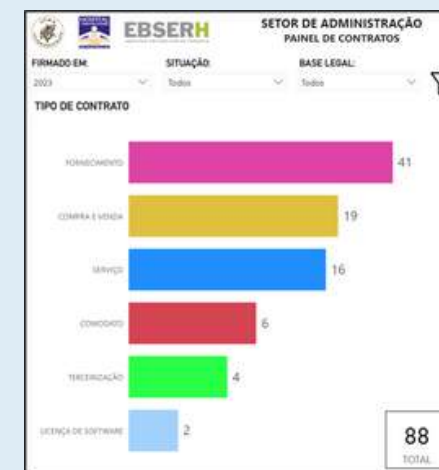 HOSPITAL
EBSERH
SETOR DE ADMINISTRAÇÃO
PAINEL DE CONTRATOS
FIRMADO EM: SITUAÇÃO: BASE LEGAL:
2023 Todos Todos
TIPO DE CONTRATO
FORNECIMENTO 41
COMPRA E VENDA 19
SERVIÇO 16
COMODATO 6
TERCEIRIZAÇÃO 4
LICENÇA DE SOFTWARE 2
88
TOTAL